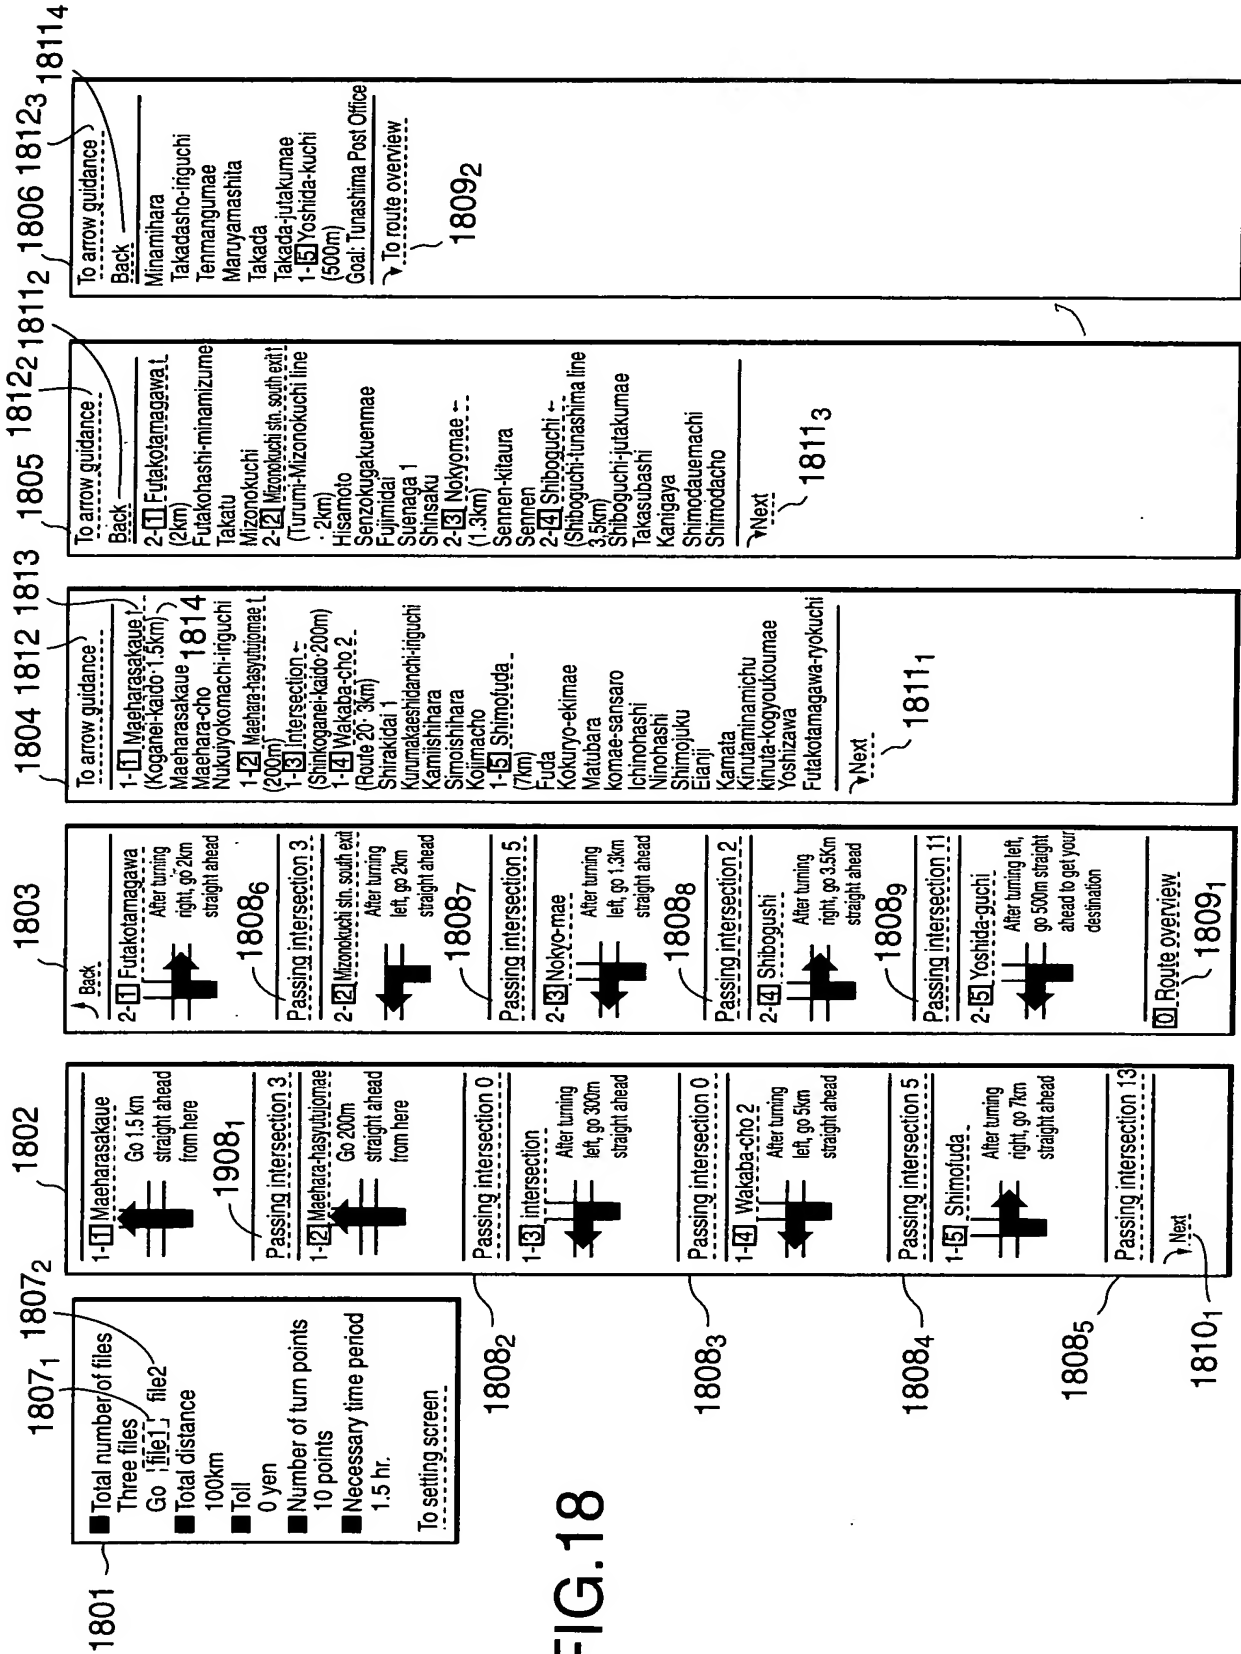 FIG.18
1801
1807₁
1807₂
■ Total number of files
Three files
Go file1 file2
■ Total distance
100km
■ Toll
0 yen
■ Number of turn points
10 points
■ Necessary time period
1.5 hr.
To setting screen
1802
1-1 Maeharasakaue
Go 1.5 km
straight ahead
from here
1908₁
Passing intersection 3
1-2 Maehara-hasyutujomae
Go 200m
straight ahead
from here
Passing intersection 0
1808₂
1-3 intersection
After turning
left, go 300m
straight ahead
Passing intersection 0
1808₃
1-4 Wakaba-cho 2
After turning
left, go 5km
straight ahead
Passing intersection 5
1808₄
1-5 Shimofuda
After turning
right, go 7km
straight ahead
Passing intersection 13
1808₅
Next
1810₁
1803
Back
2-1 Futakotamagawa
After turning
right, go 2km
straight ahead
1808₆
Passing intersection 3
2-2 Mizonokuchi stn. south exit
After turning
left, go 2km
straight ahead
1808₇
Passing intersection 5
2-3 Nokyo-mae
After turning
left, go 1.3km
straight ahead
1808₈
Passing intersection 2
2-4 Shibogushi
After turning
right, go 3.5km
straight ahead
1808₉
Passing intersection 11
2-5 Yoshida-guchi
After turning left,
go 500m straight
ahead to get your
destination
0 Route overview
1809₁
1804
1812
1813
To arrow guidance
1-1 Maeharasakaue↑
(Koganei-kaido·1.5km)
Maeharasakaue
1814
Maehara-cho
Nukuiyokomachi-iriguchi
1-2 Maehara-hasyutujomae ↑
(200m)
1-3 Intersection ←
(Shinkoganei-kaido·200m)
1-4 Wakaba-cho 2
(Route 20· 3km)
Shirakidai 1
Kurumakaeshidanchi-iriguchi
Kamiishihara
Simoishihara
Kojimacho
1-5 Shimofuda
(7km)
Fuda
Kokuryo-ekimae
Matubara
komae-sansaro
Ichinohashi
Ninohashi
Shimojuku
Eianji
Kamata
Kinutaminamichu
kinuta-kogyoukoumae
Yoshizawa
Futakotamagawa-ryokuchi
Next
1811₁
1805
1812₂
1811₂
To arrow guidance
Back
2-1 Futakotamagawa↑
(2km)
Futakohashi-minamizume
Takatu
Mizonokuchi
2-2 Mizonokuchi stn. south exit↑
(Turumi-Mizonokuchi line
· 2km)
Hisamoto
Senzokugakuenmae
Fujimidai
Suenaga 1
Shinsaku
2-3 Nokyomae ←
(1.3km)
Sennen-kitaura
Sennen
2-4 Shiboguchi ←
(Shiboguchi-tunashima line
3.5km)
Shiboguchi-jutakumae
Takasubashi
Kanigaya
Shimodauemachi
Shimodacho
Next
1811₃
1806
1812₃
1811₄
To arrow guidance
Back
Minamihara
Takadasho-iriguchi
Tenmangumae
Maruyamashita
Takada
Takada-jutakumae
1-5 Yoshida-kuchi
(500m)
Goal: Tunashima Post Office
To route overview
1809₂